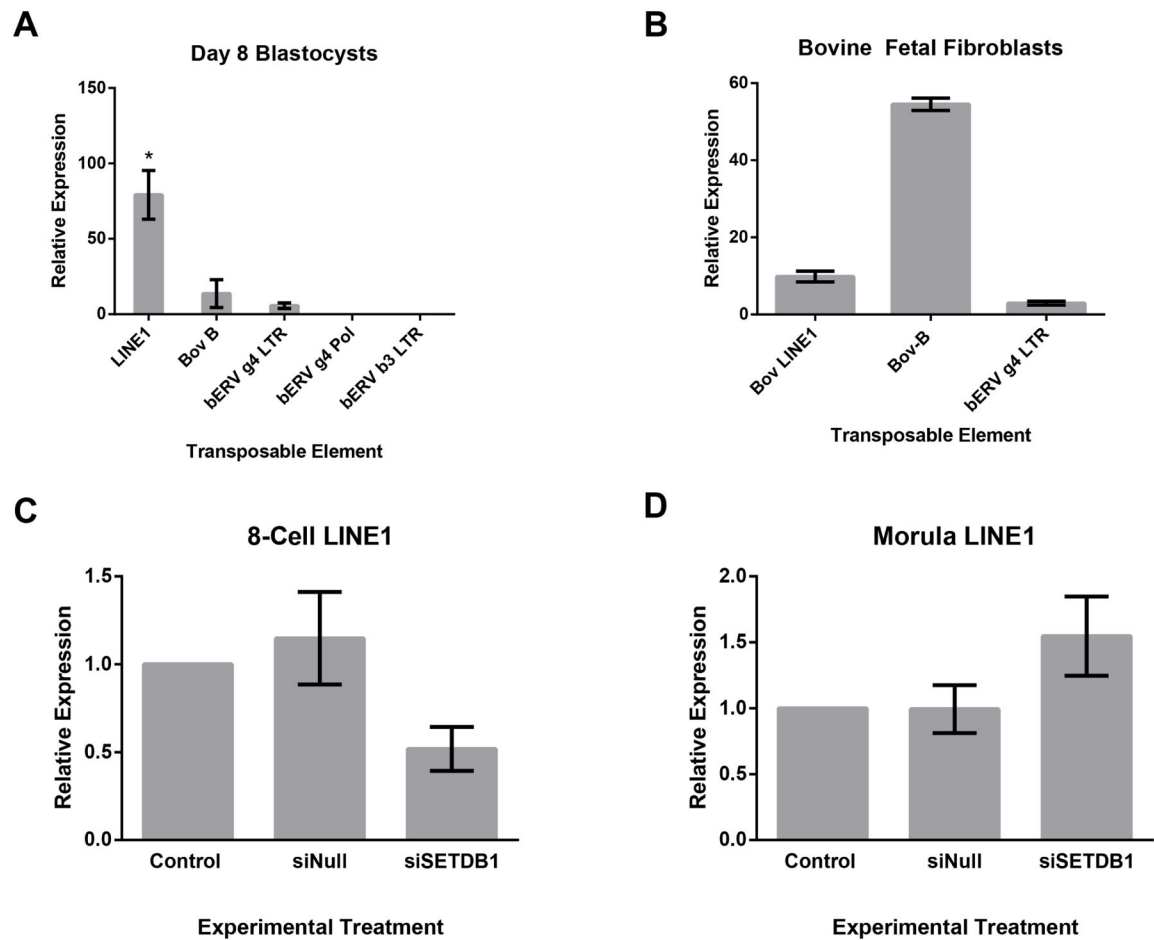 A
Day 8 Blastocysts
Relative Expression
150
100
50
0
*
LINE1
Bov B
bERV g4 LTR
bERV g4 Pol
bERV b3 LTR
Transposable Element
B
Bovine Fetal Fibroblasts
Relative Expression
60
40
20
0
Bov LINE1
Bov-B
bERV g4 LTR
Transposable Element
C
8-Cell LINE1
Relative Expression
1.5
1.0
0.5
0.0
Control
siNull
siSETDB1
Experimental Treatment
D
Morula LINE1
Relative Expression
2.0
1.5
1.0
0.5
0.0
Control
siNull
siSETDB1
Experimental Treatment